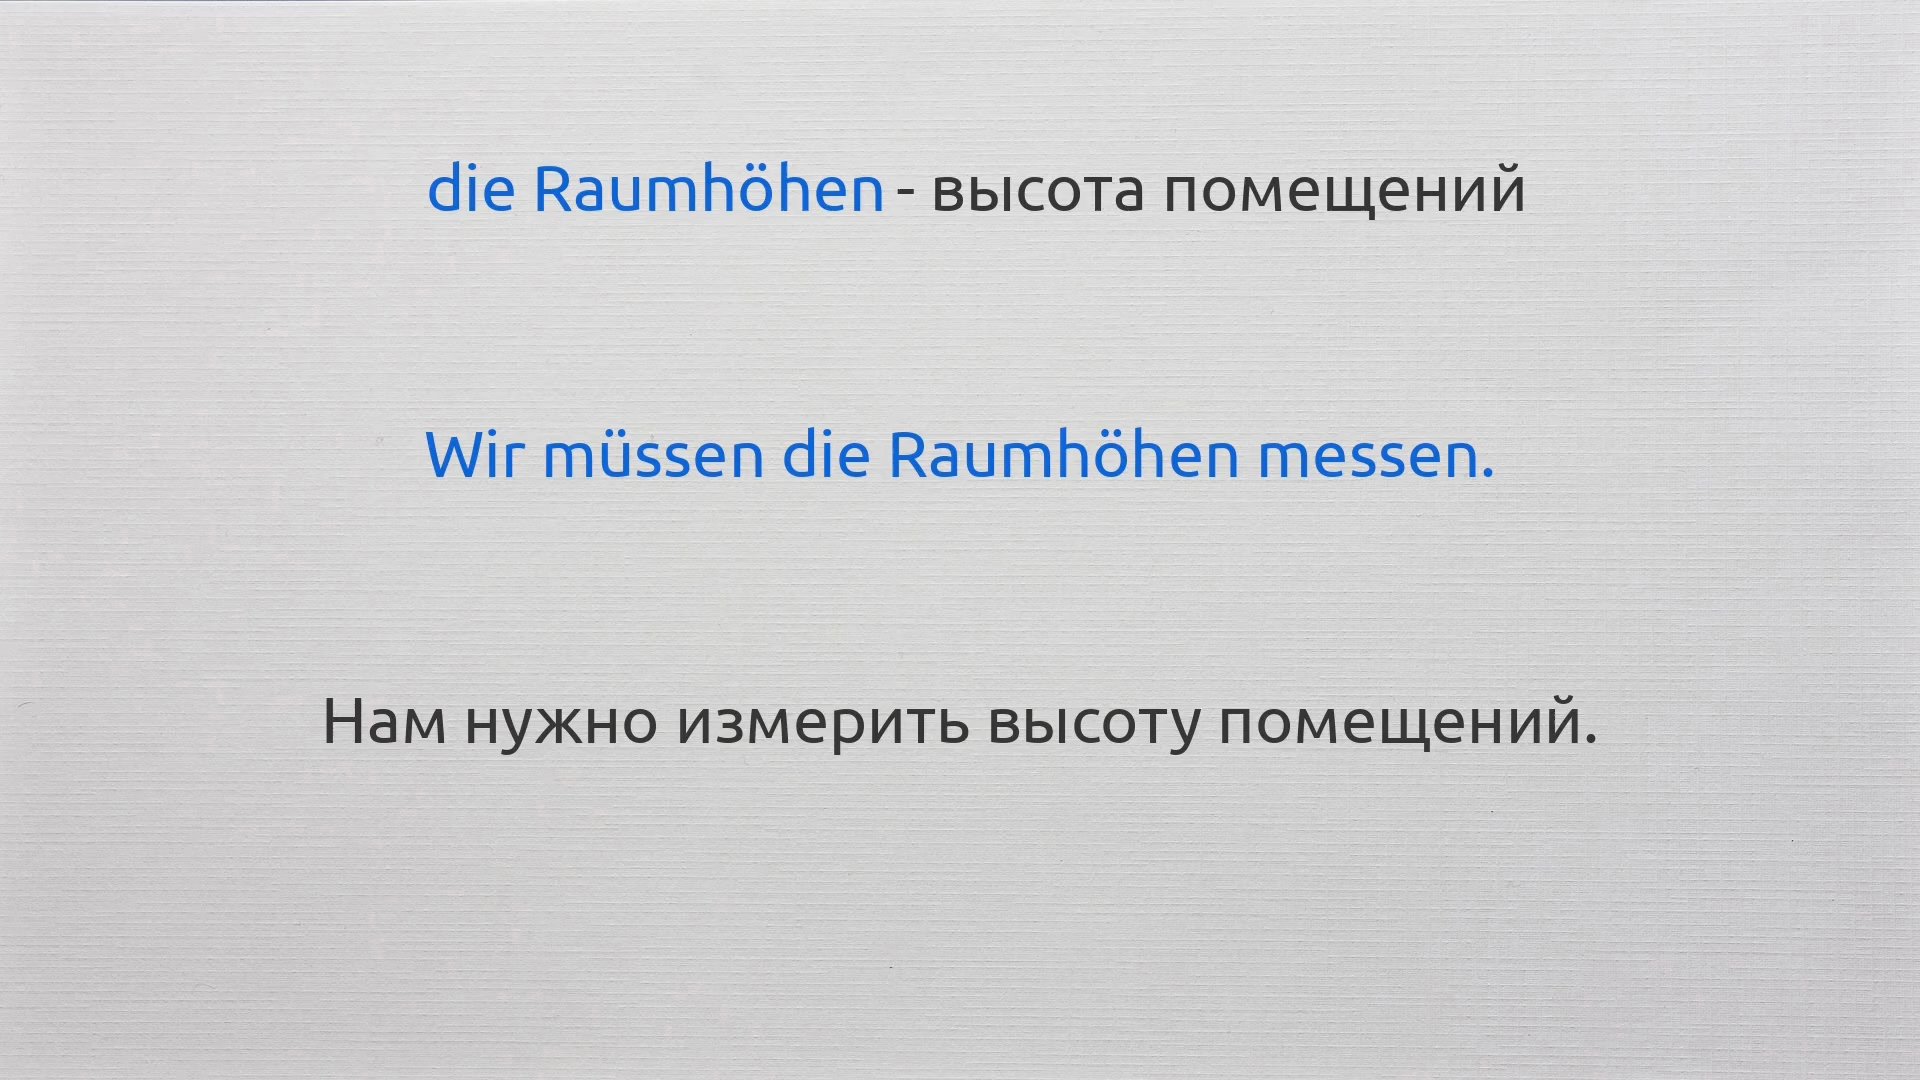 die Raumhöhen - высота помещений
Wir müssen die Raumhöhen messen.
Нам нужно измерить высоту помещений.